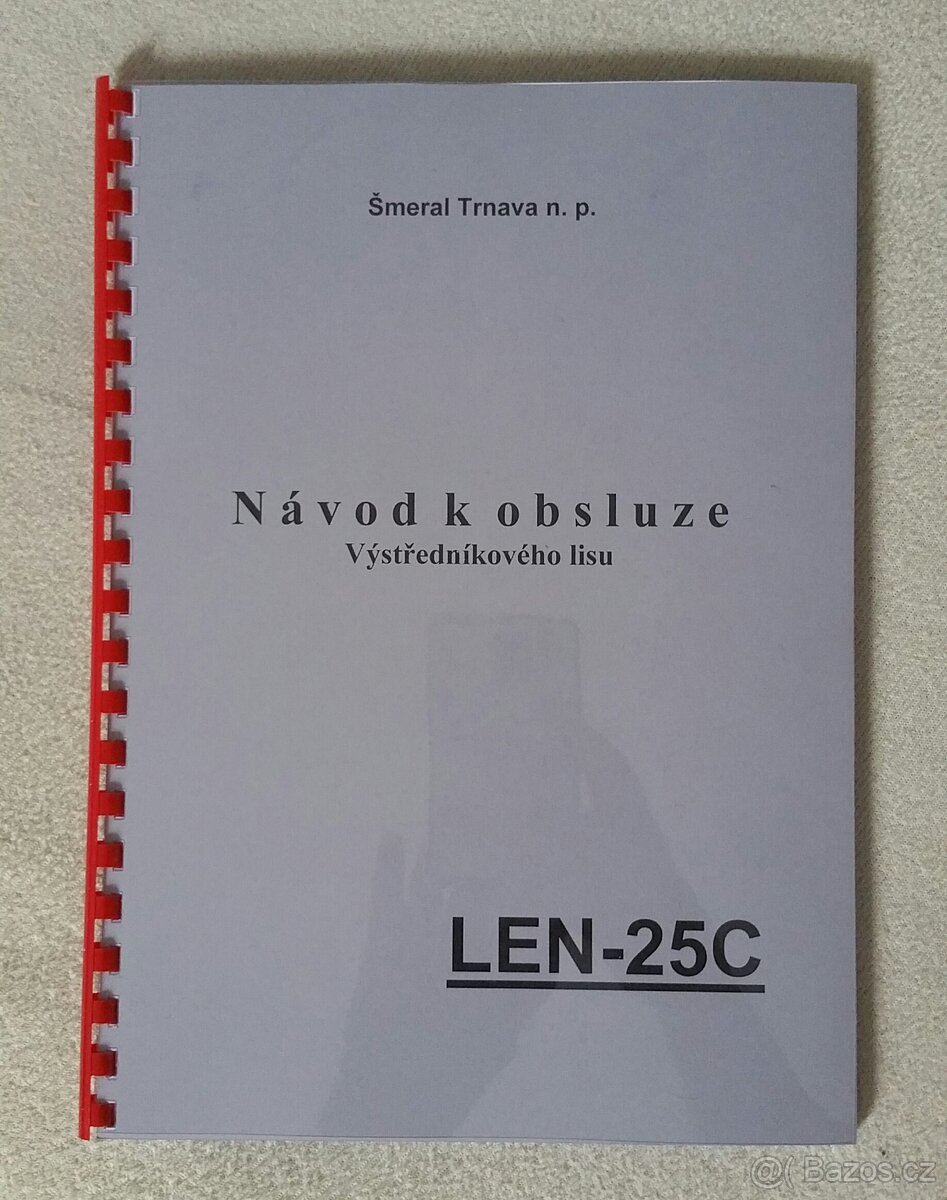 Šmeral Trnava n. p.
Návod k obsluze
Výstředníkového lisu
LEN-25C
@( Bazos.cz